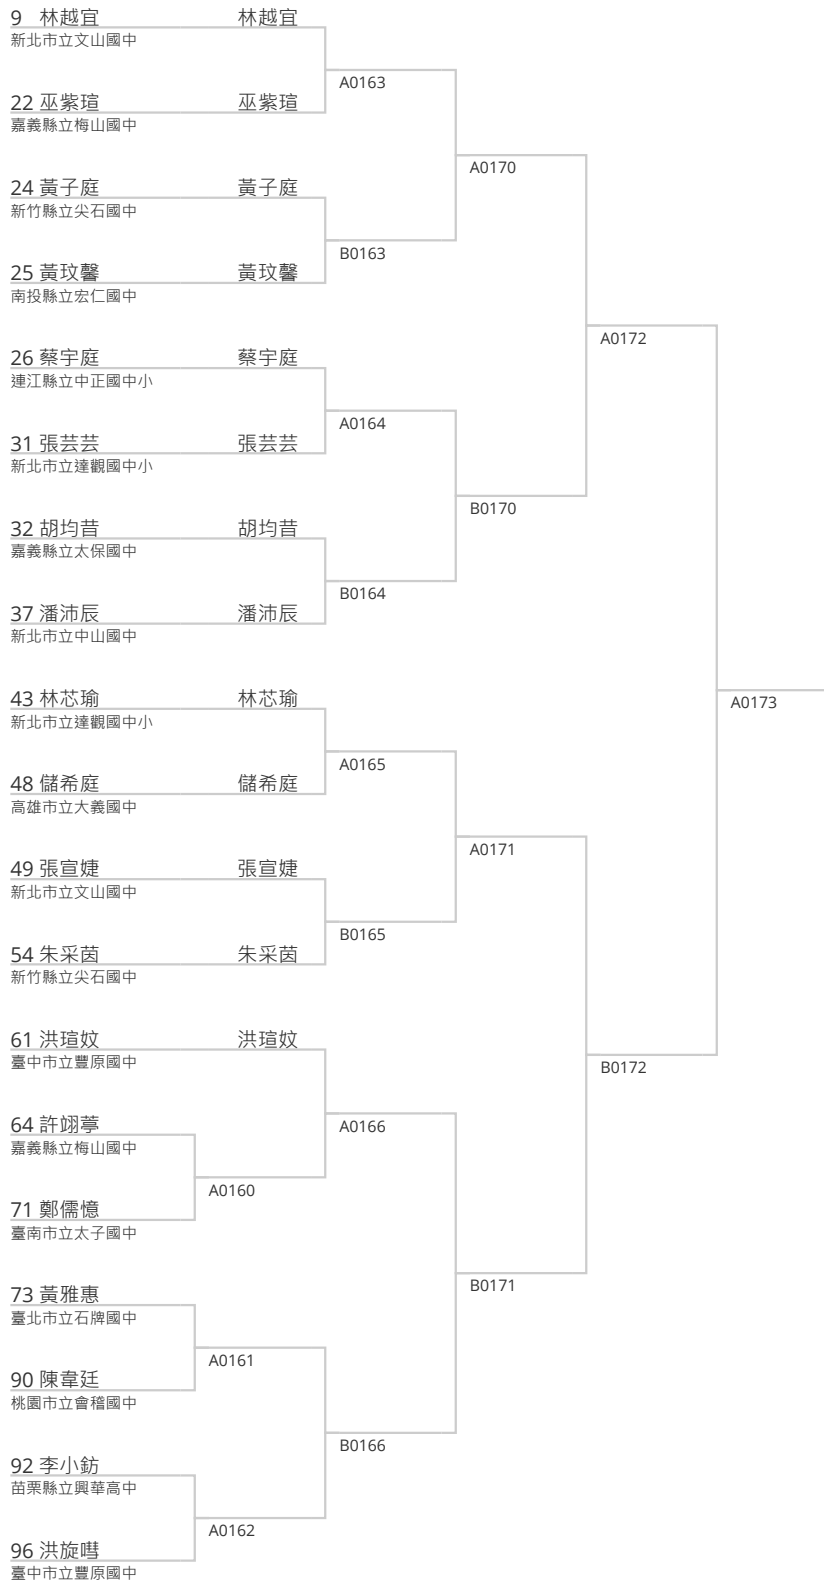 9 林越宜 林越宜
新北市立文山國中
A0163
22 巫紫瑄 巫紫瑄
嘉義縣立梅山國中
A0170
24 黃子庭 黃子庭
新竹縣立尖石國中
B0163
25 黃玟馨 黃玟馨
南投縣立宏仁國中
A0172
26 蔡宇庭 蔡宇庭
連江縣立中正國中小
A0164
31 張芸芸 張芸芸
新北市立達觀國中小
B0170
32 胡均昔 胡均昔
嘉義縣立太保國中
B0164
37 潘沛辰 潘沛辰
新北市立中山國中
43 林芯瑜 林芯瑜
A0173
新北市立達觀國中小
A0165
48 儲希庭 儲希庭
高雄市立大義國中
A0171
49 張宣婕 張宣婕
新北市立文山國中
B0165
54 朱采茵 朱采茵
新竹縣立尖石國中
61 洪瑄妏 洪瑄妏
臺中市立豐原國中
B0172
64 許翊葶
A0166
嘉義縣立梅山國中
A0160
71 鄭儒憶
臺南市立太子國中
B0171
73 黃雅惠
臺北市立石牌國中
A0161
90 陳韋廷
桃園市立會稽國中
B0166
92 李小鈁
苗栗縣立興華高中
A0162
96 洪旋嘒
臺中市立豐原國中